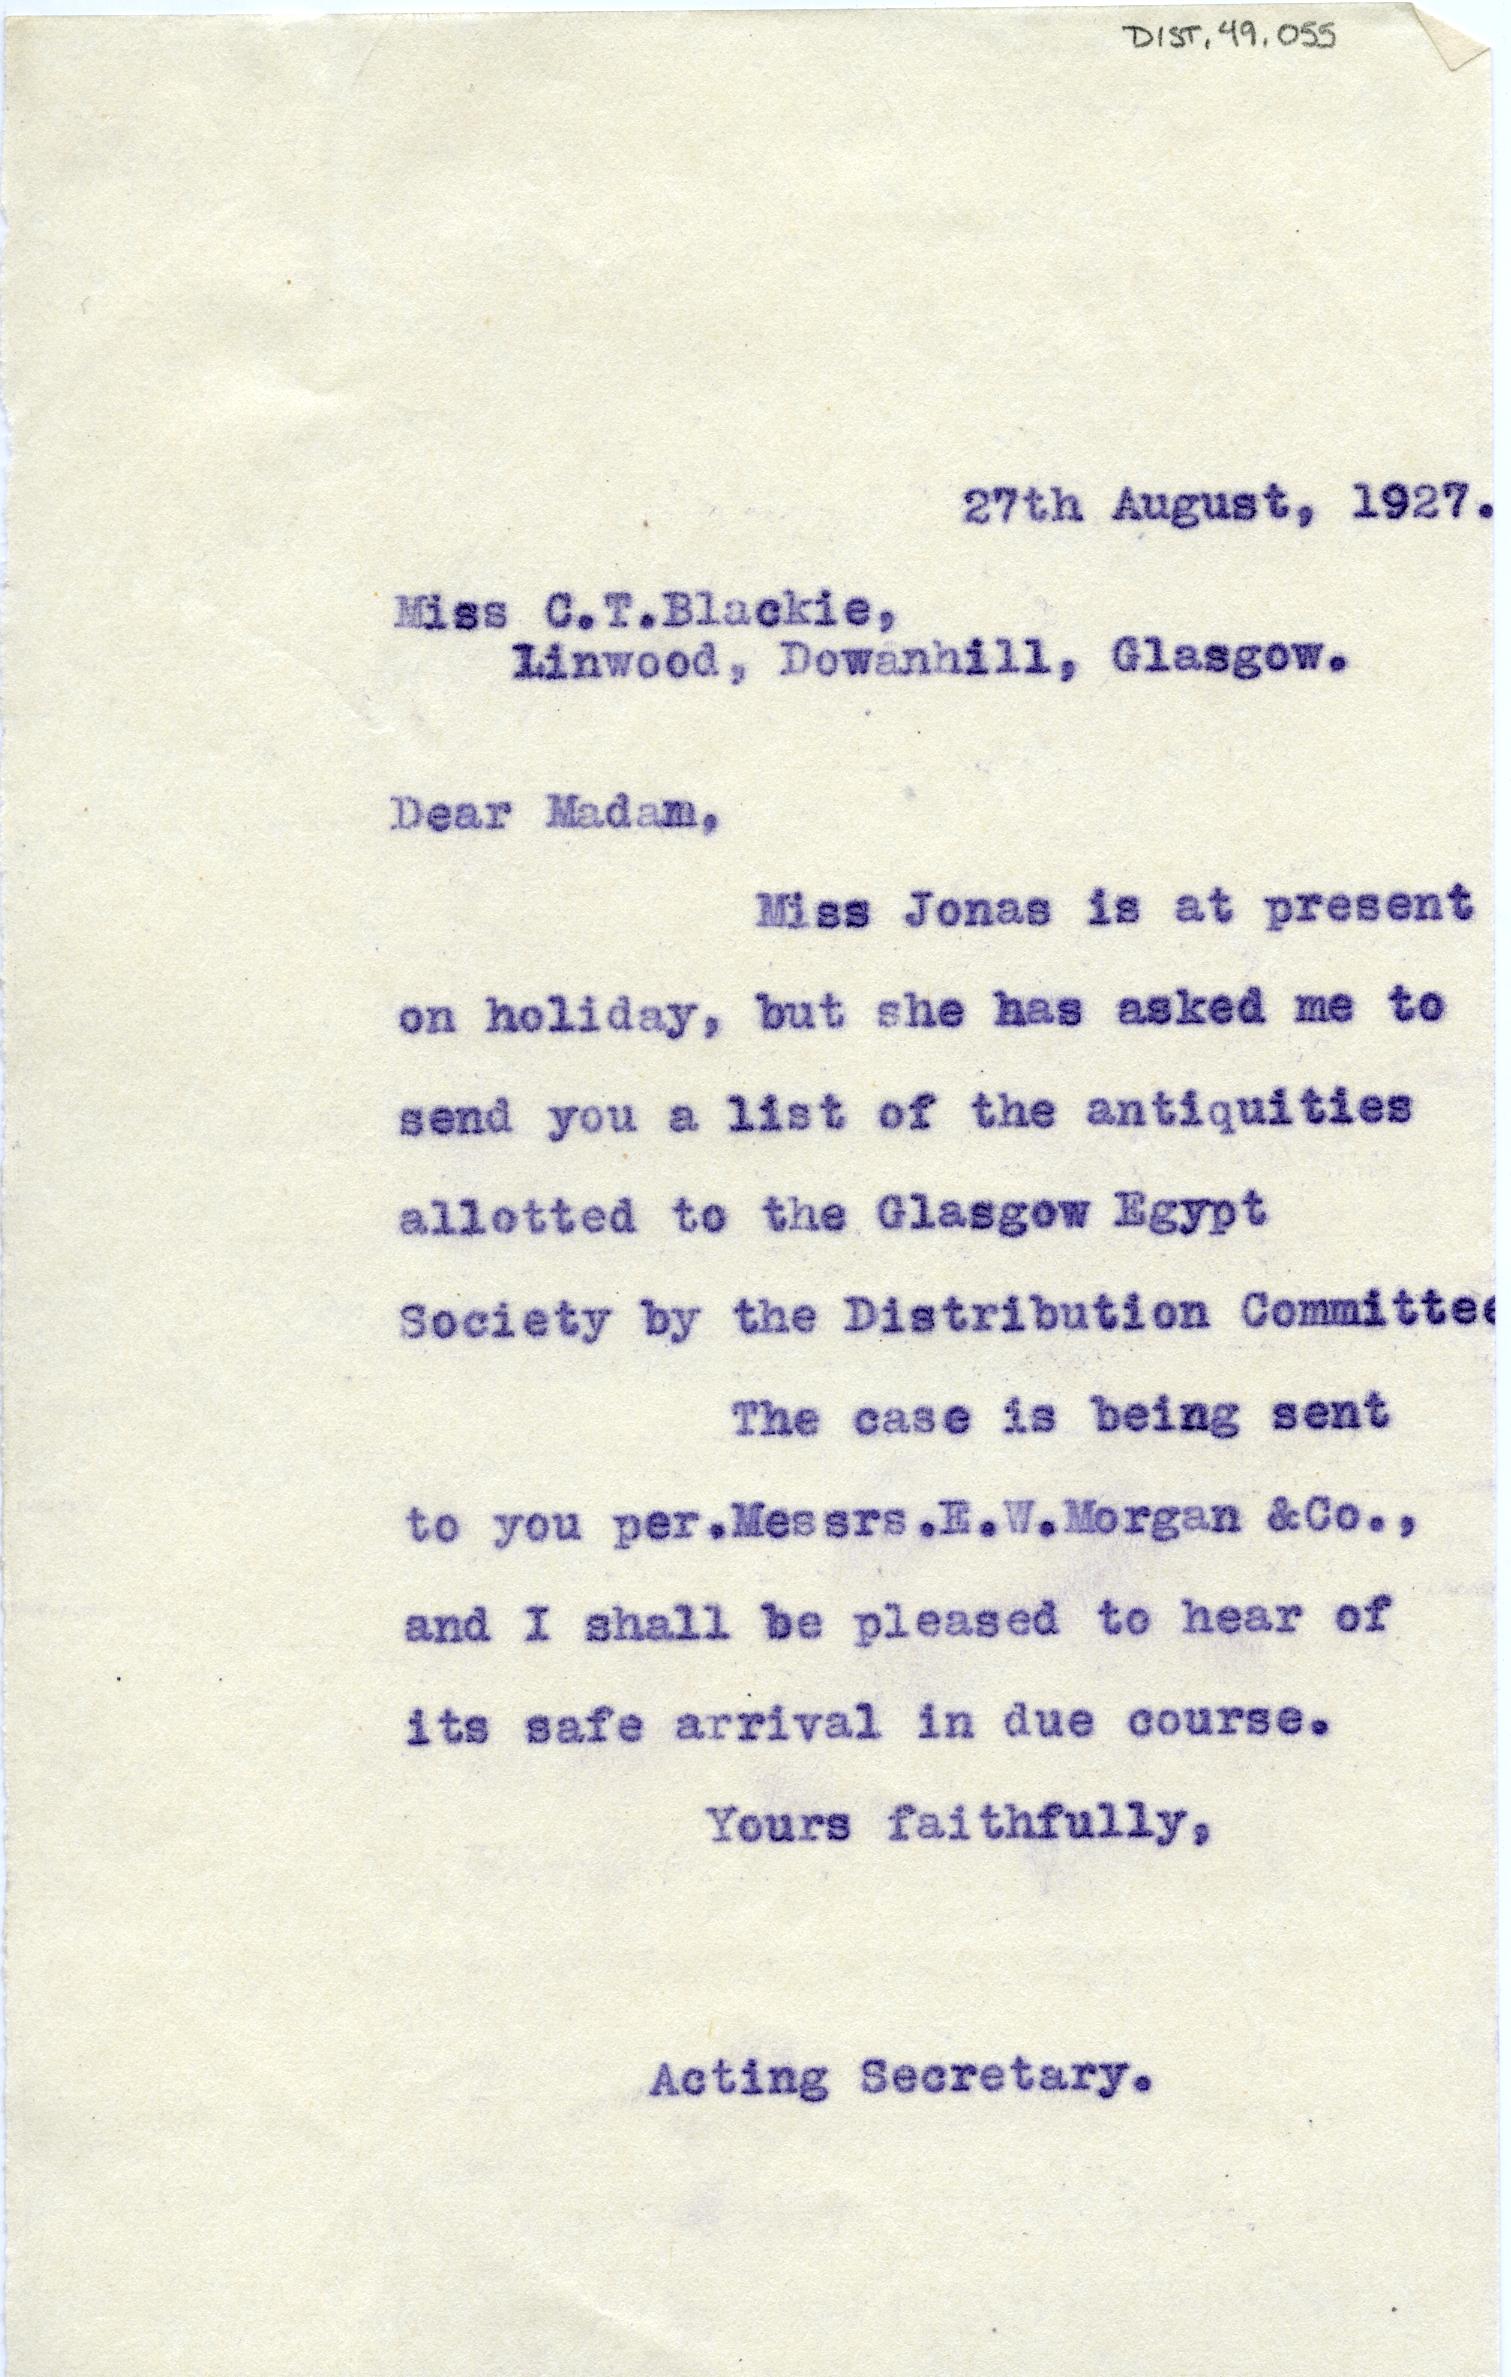 DIST.49.055
27th August, 1927.
Miss C.T.Blackie,
Linwood, Dowanhill, Glasgow.
Dear Madam,
Miss Jonas is at present
on holiday, but she has asked me to
send you a list of the antiquities
allotted to the Glasgow Egypt
Society by the Distribution Committee
The case is being sent
to you per.Messrs.E.W.Morgan &Co.,
and I shall be pleased to hear of
its safe arrival in due course.
Yours faithfully,
Acting Secretary.